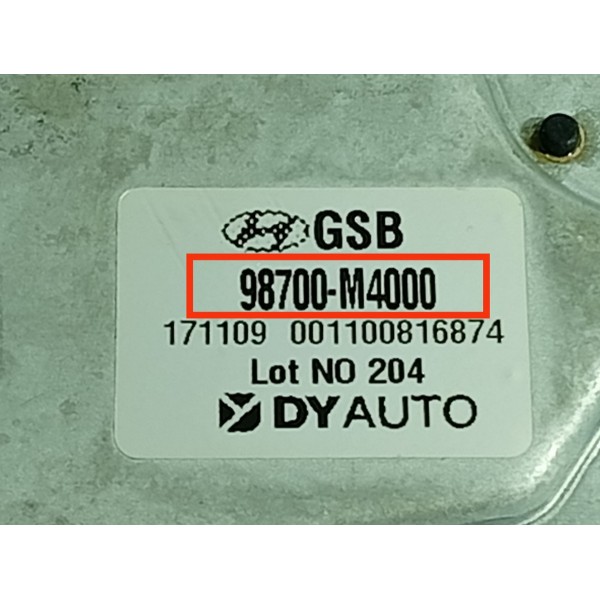 GSB
98700-M4000
171109 001100816874
Lot NO 204
DYAUTO